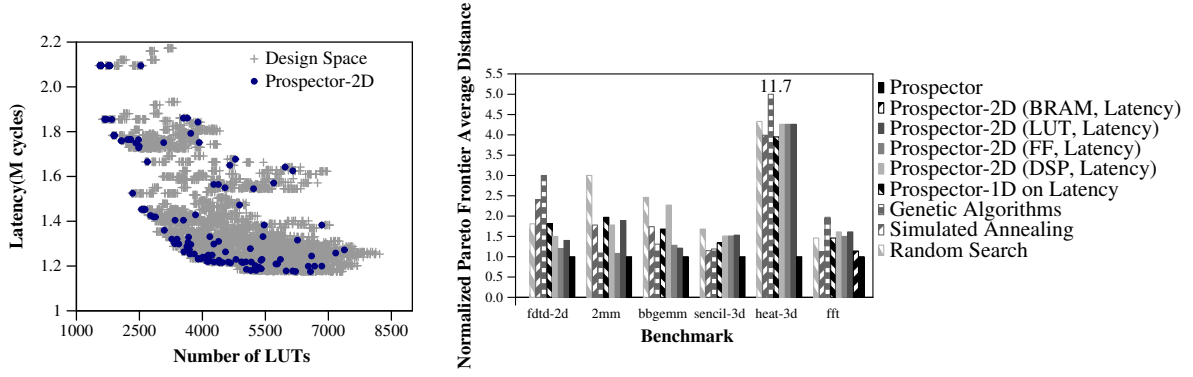 2.2
2.0
1.8
1.6
1.4
1.2
1
Latency(M cycles)
Design Space
Prospector-2D
1000 2500 4000 5500 7000 8500
Number of LUTs
Normalized Pareto Frontier Average Distance
5.5
5.0
4.5
4.0
3.5
3.0
2.5
2.0
1.5
1.0
0.5
0.0
11.7
fdtd-2d 2mm bbgemm sencil-3d heat-3d fft
Benchmark
Prospector
Prospector-2D (BRAM, Latency)
Prospector-2D (LUT, Latency)
Prospector-2D (FF, Latency)
Prospector-2D (DSP, Latency)
Prospector-1D on Latency
Genetic Algorithms
Simulated Annealing
Random Search